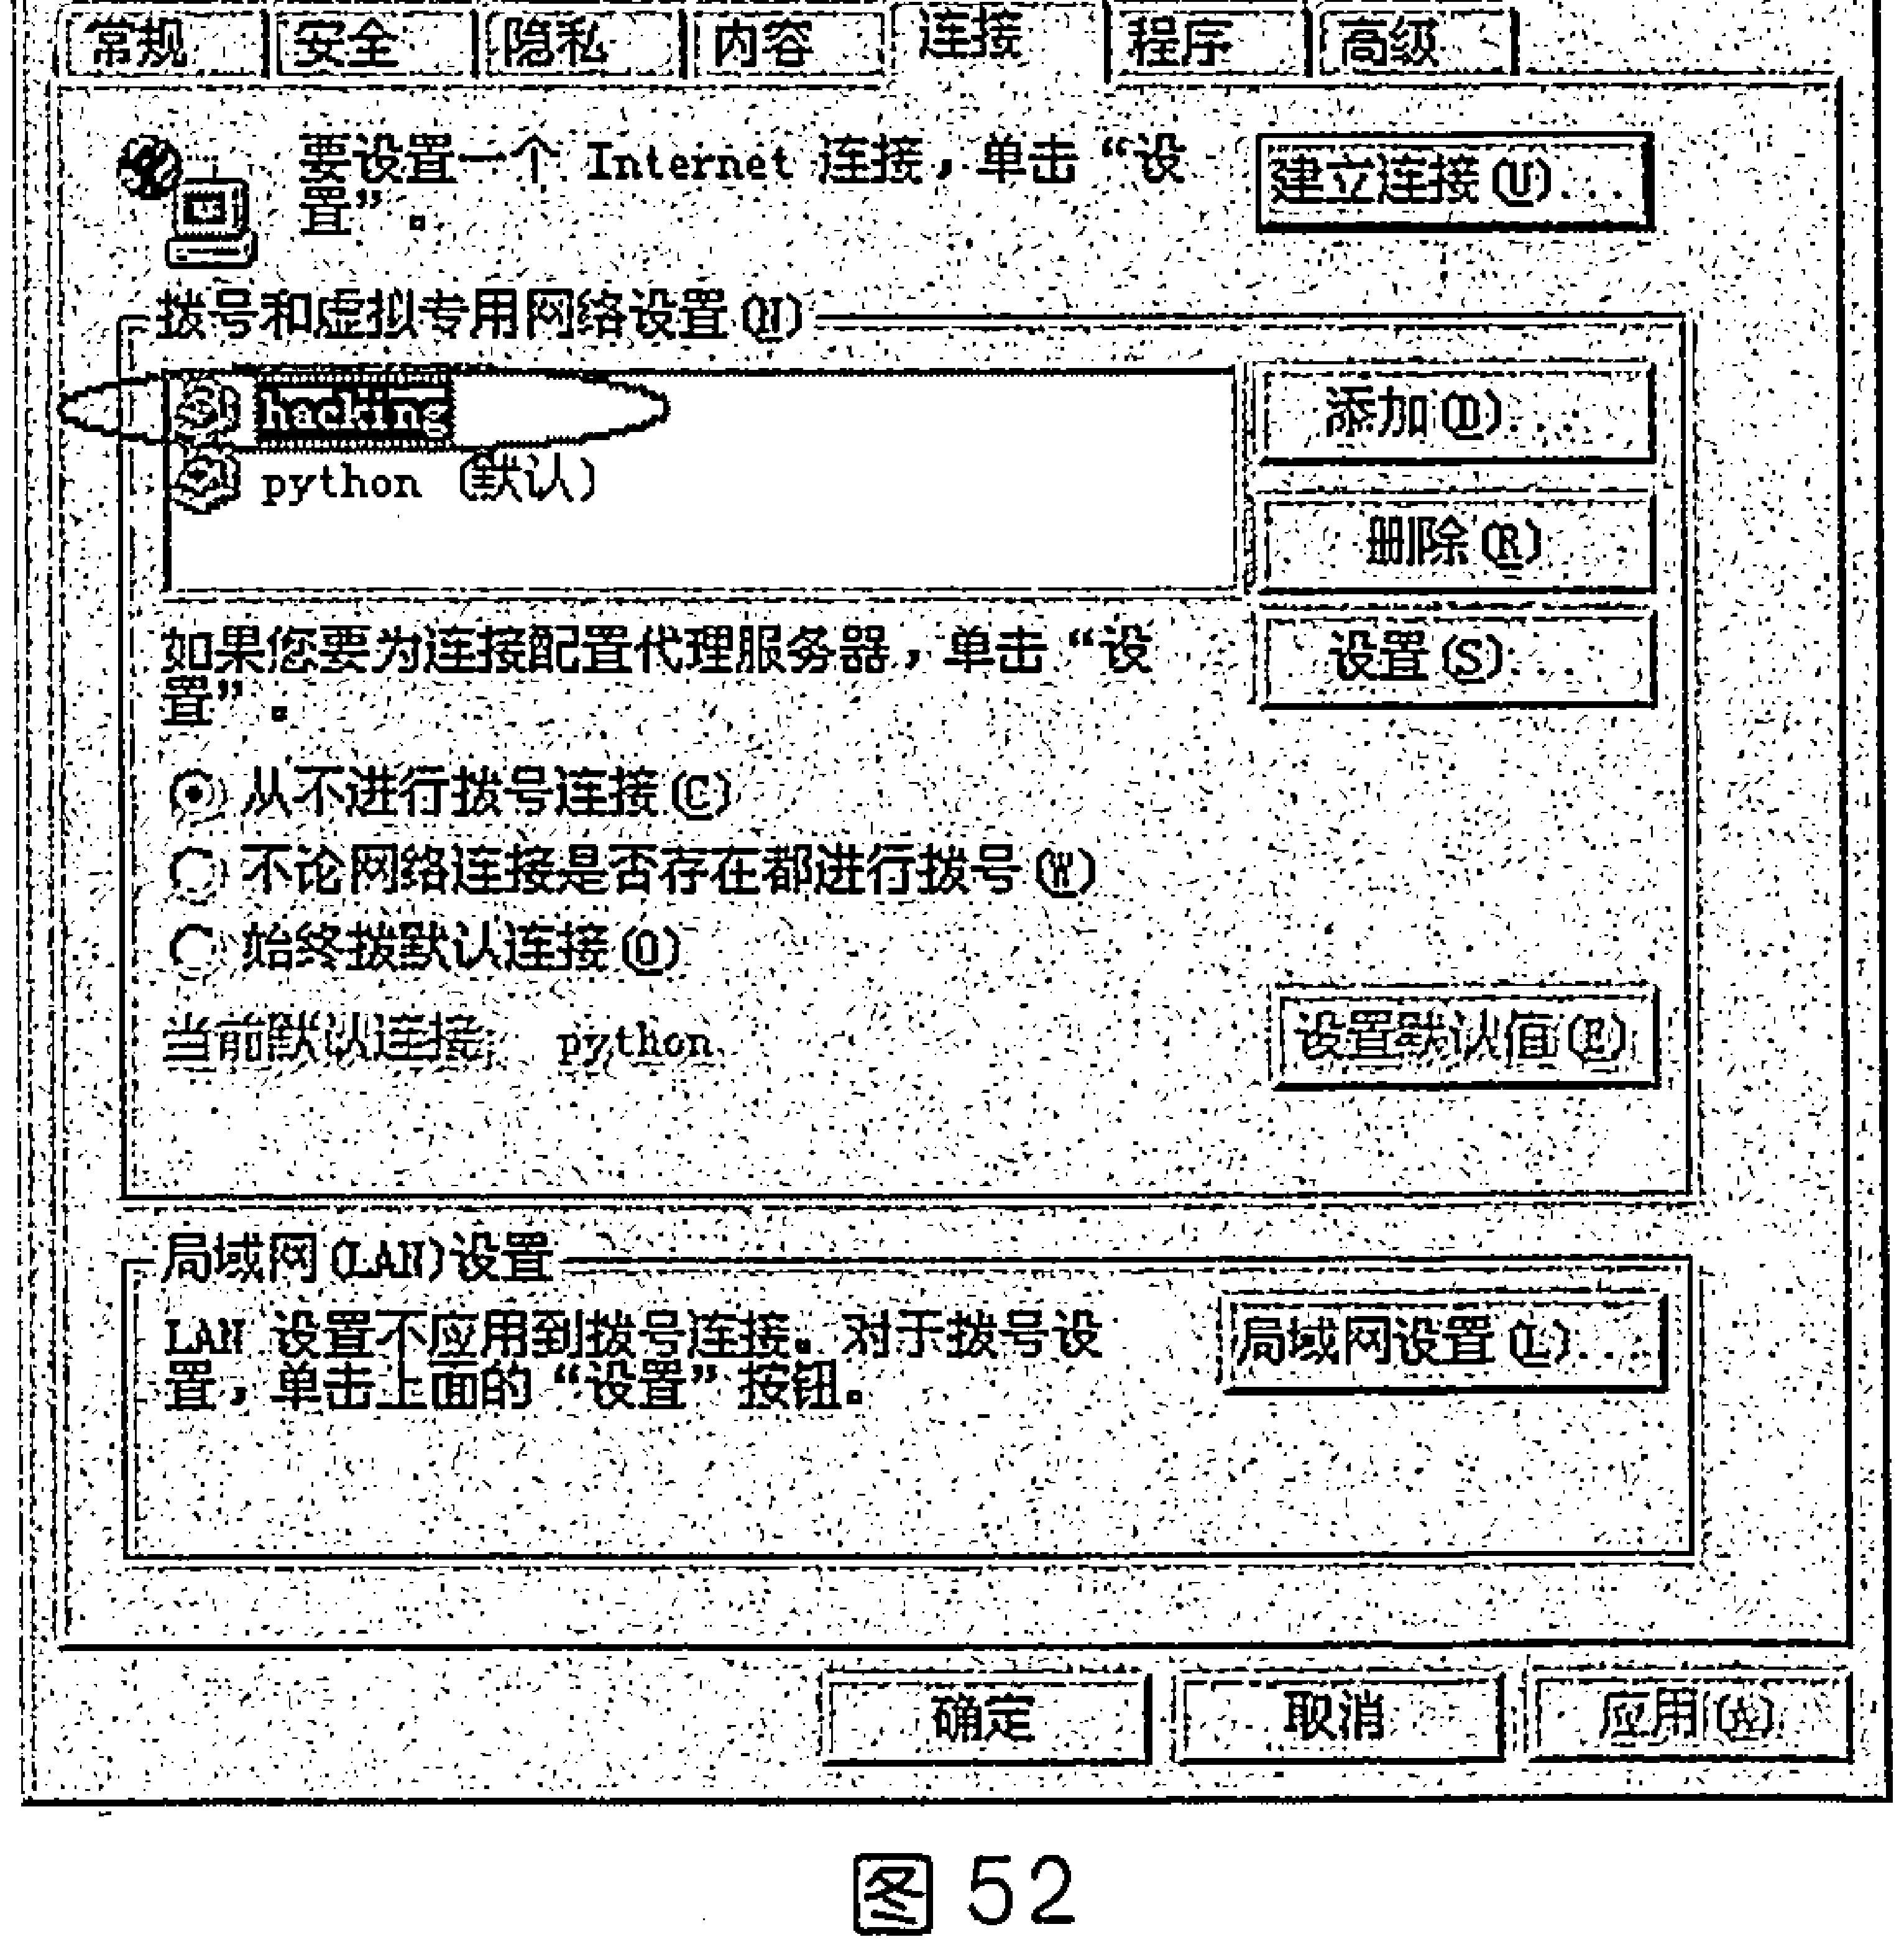 常规 安全 隐私 内容 连接 程序 高级
要设置一个 Internet 连接，单击“设
置”。
建立连接(U)...
拨号和虚拟专用网络设置(N)
hacking
python (默认)
添加(D)...
删除(R)
设置(S)...
如果您要为连接配置代理服务器，单击“设
置”。
从不进行拨号连接(C)
不论网络连接是否存在都进行拨号(W)
始终拨默认连接(O)
当前默认连接: python
设置默认值(E)
局域网(LAN)设置
LAN 设置不应用到拨号连接。对于拨号设
置，单击上面的“设置”按钮。
局域网设置(L)...
确定 取消 应用(A)
图 52